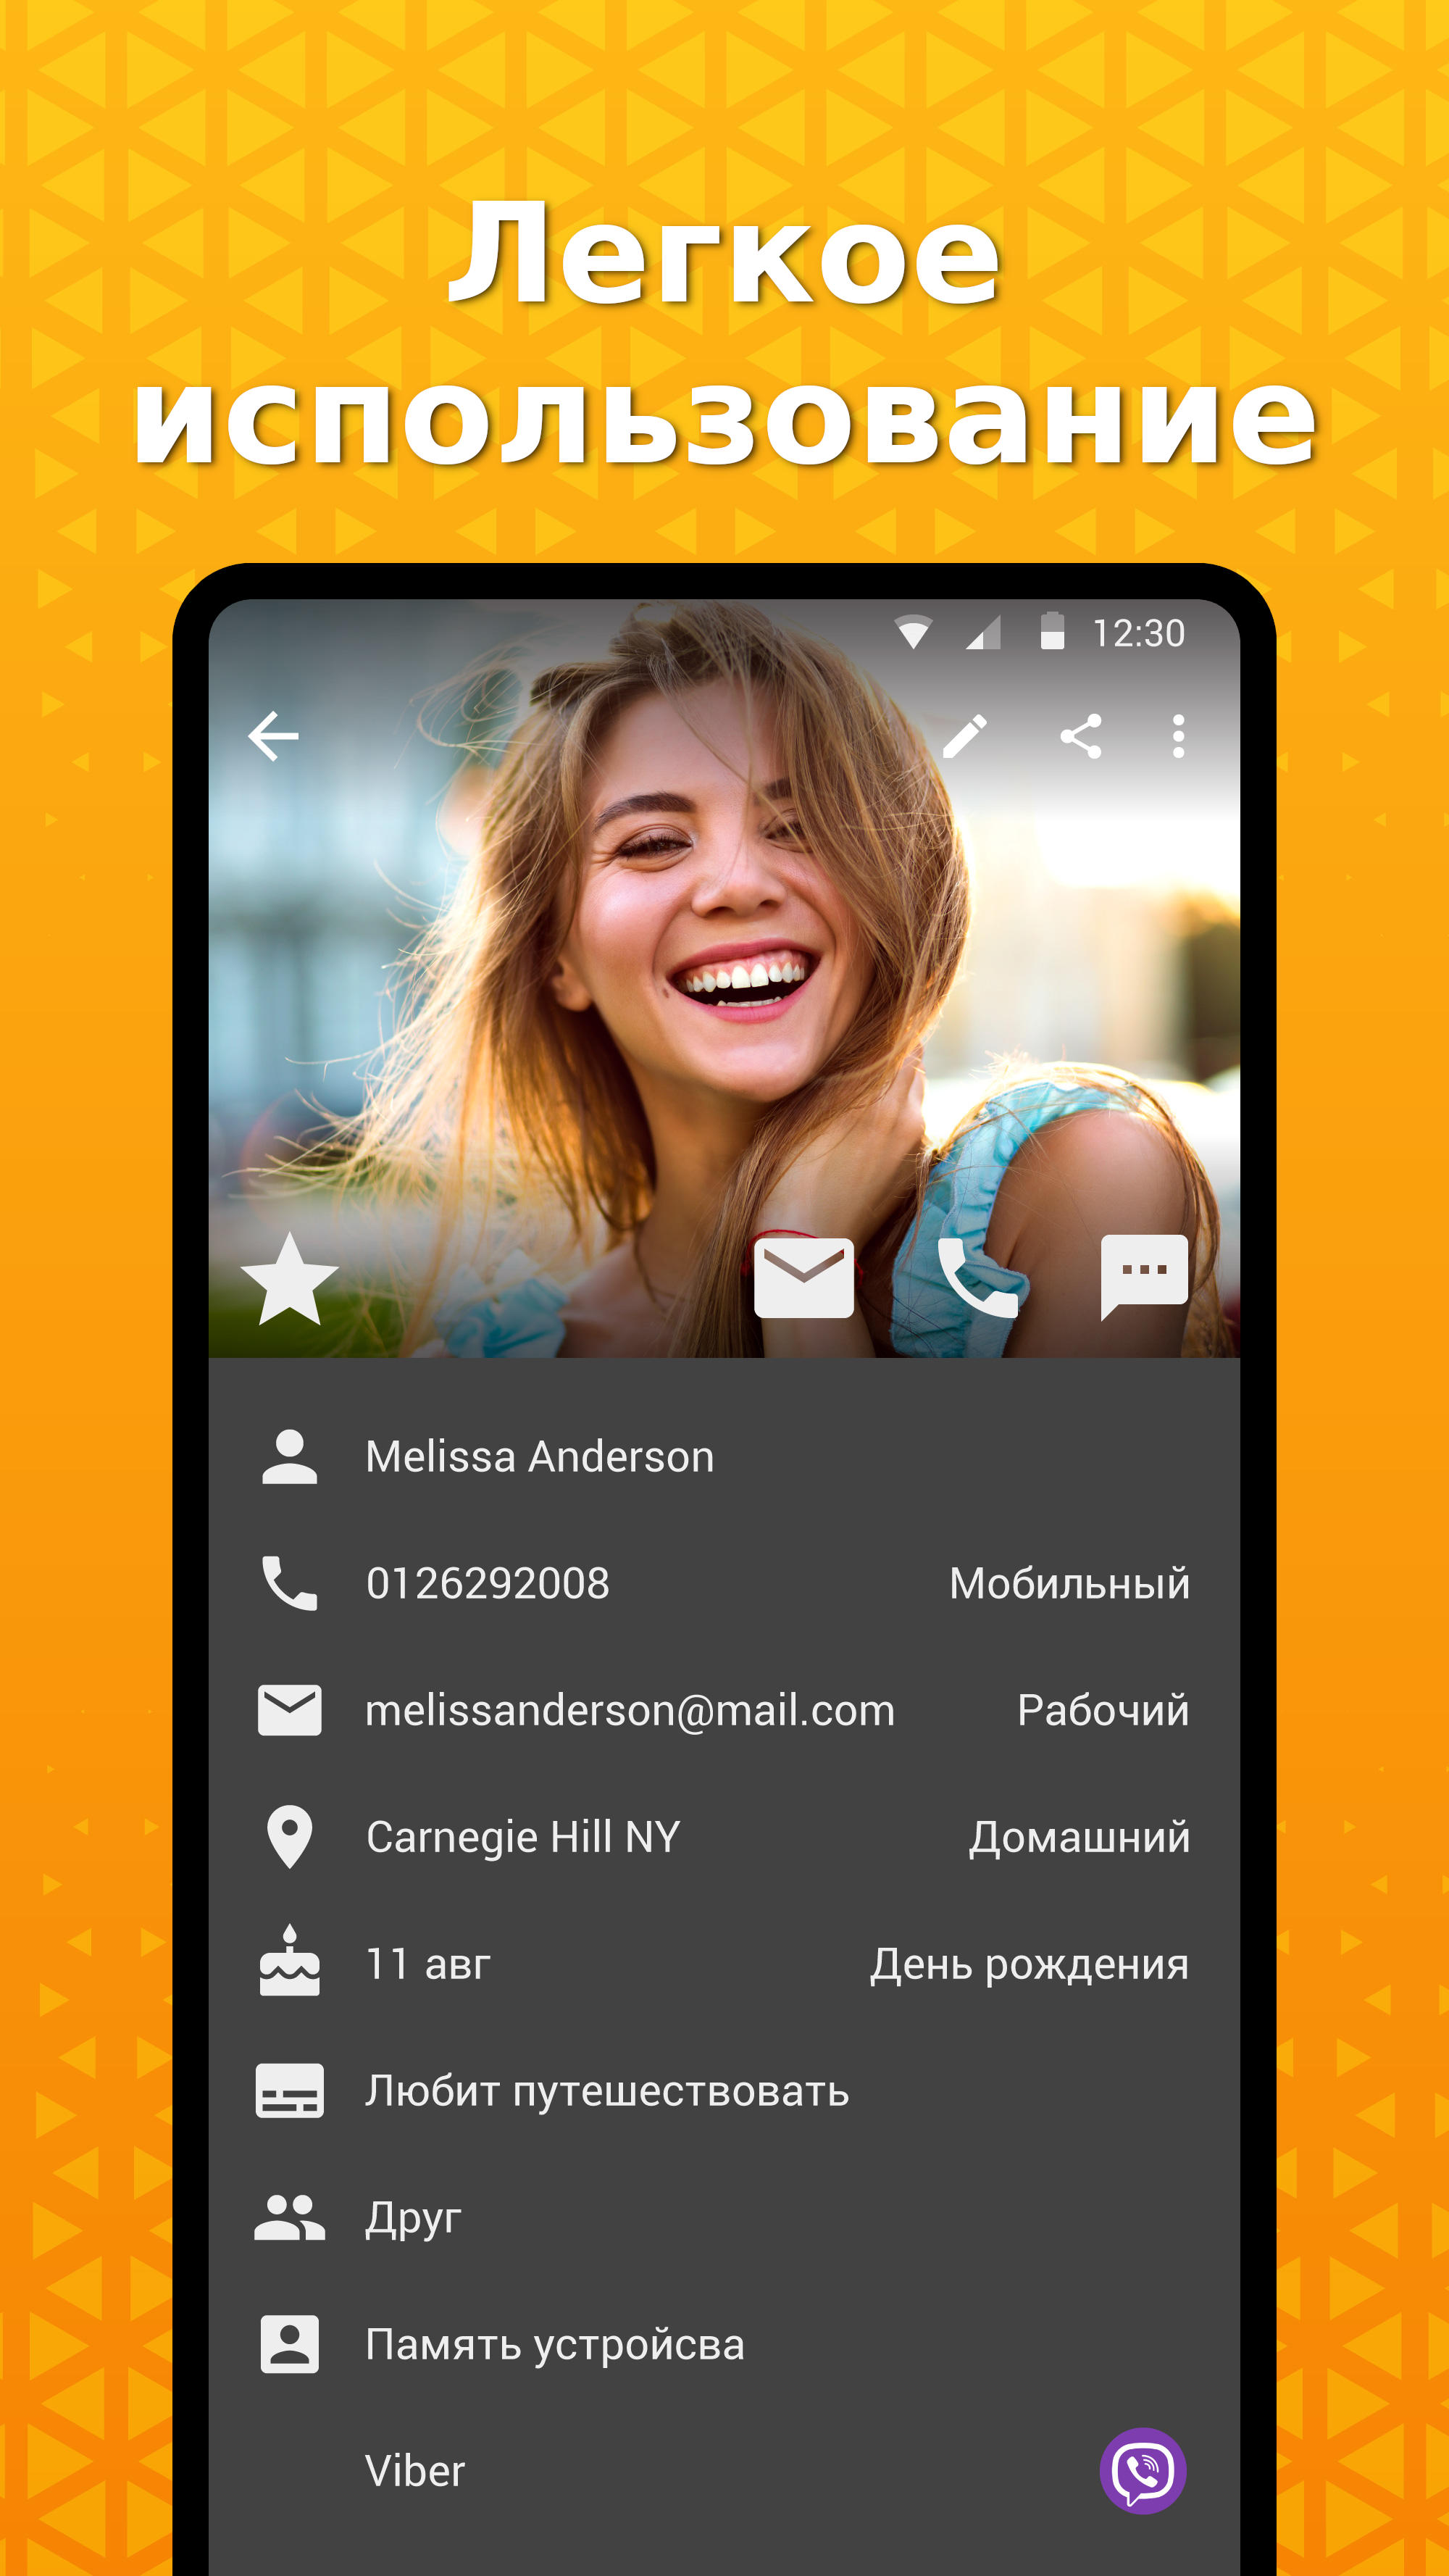 Легкое
использование
12:30
Melissa Anderson
0126292008 Мобильный
melissanderson@mail.com Рабочий
Carnegie Hill NY Домашний
11 авг День рождения
Любит путешествовать
Друг
Память устройсва
Viber